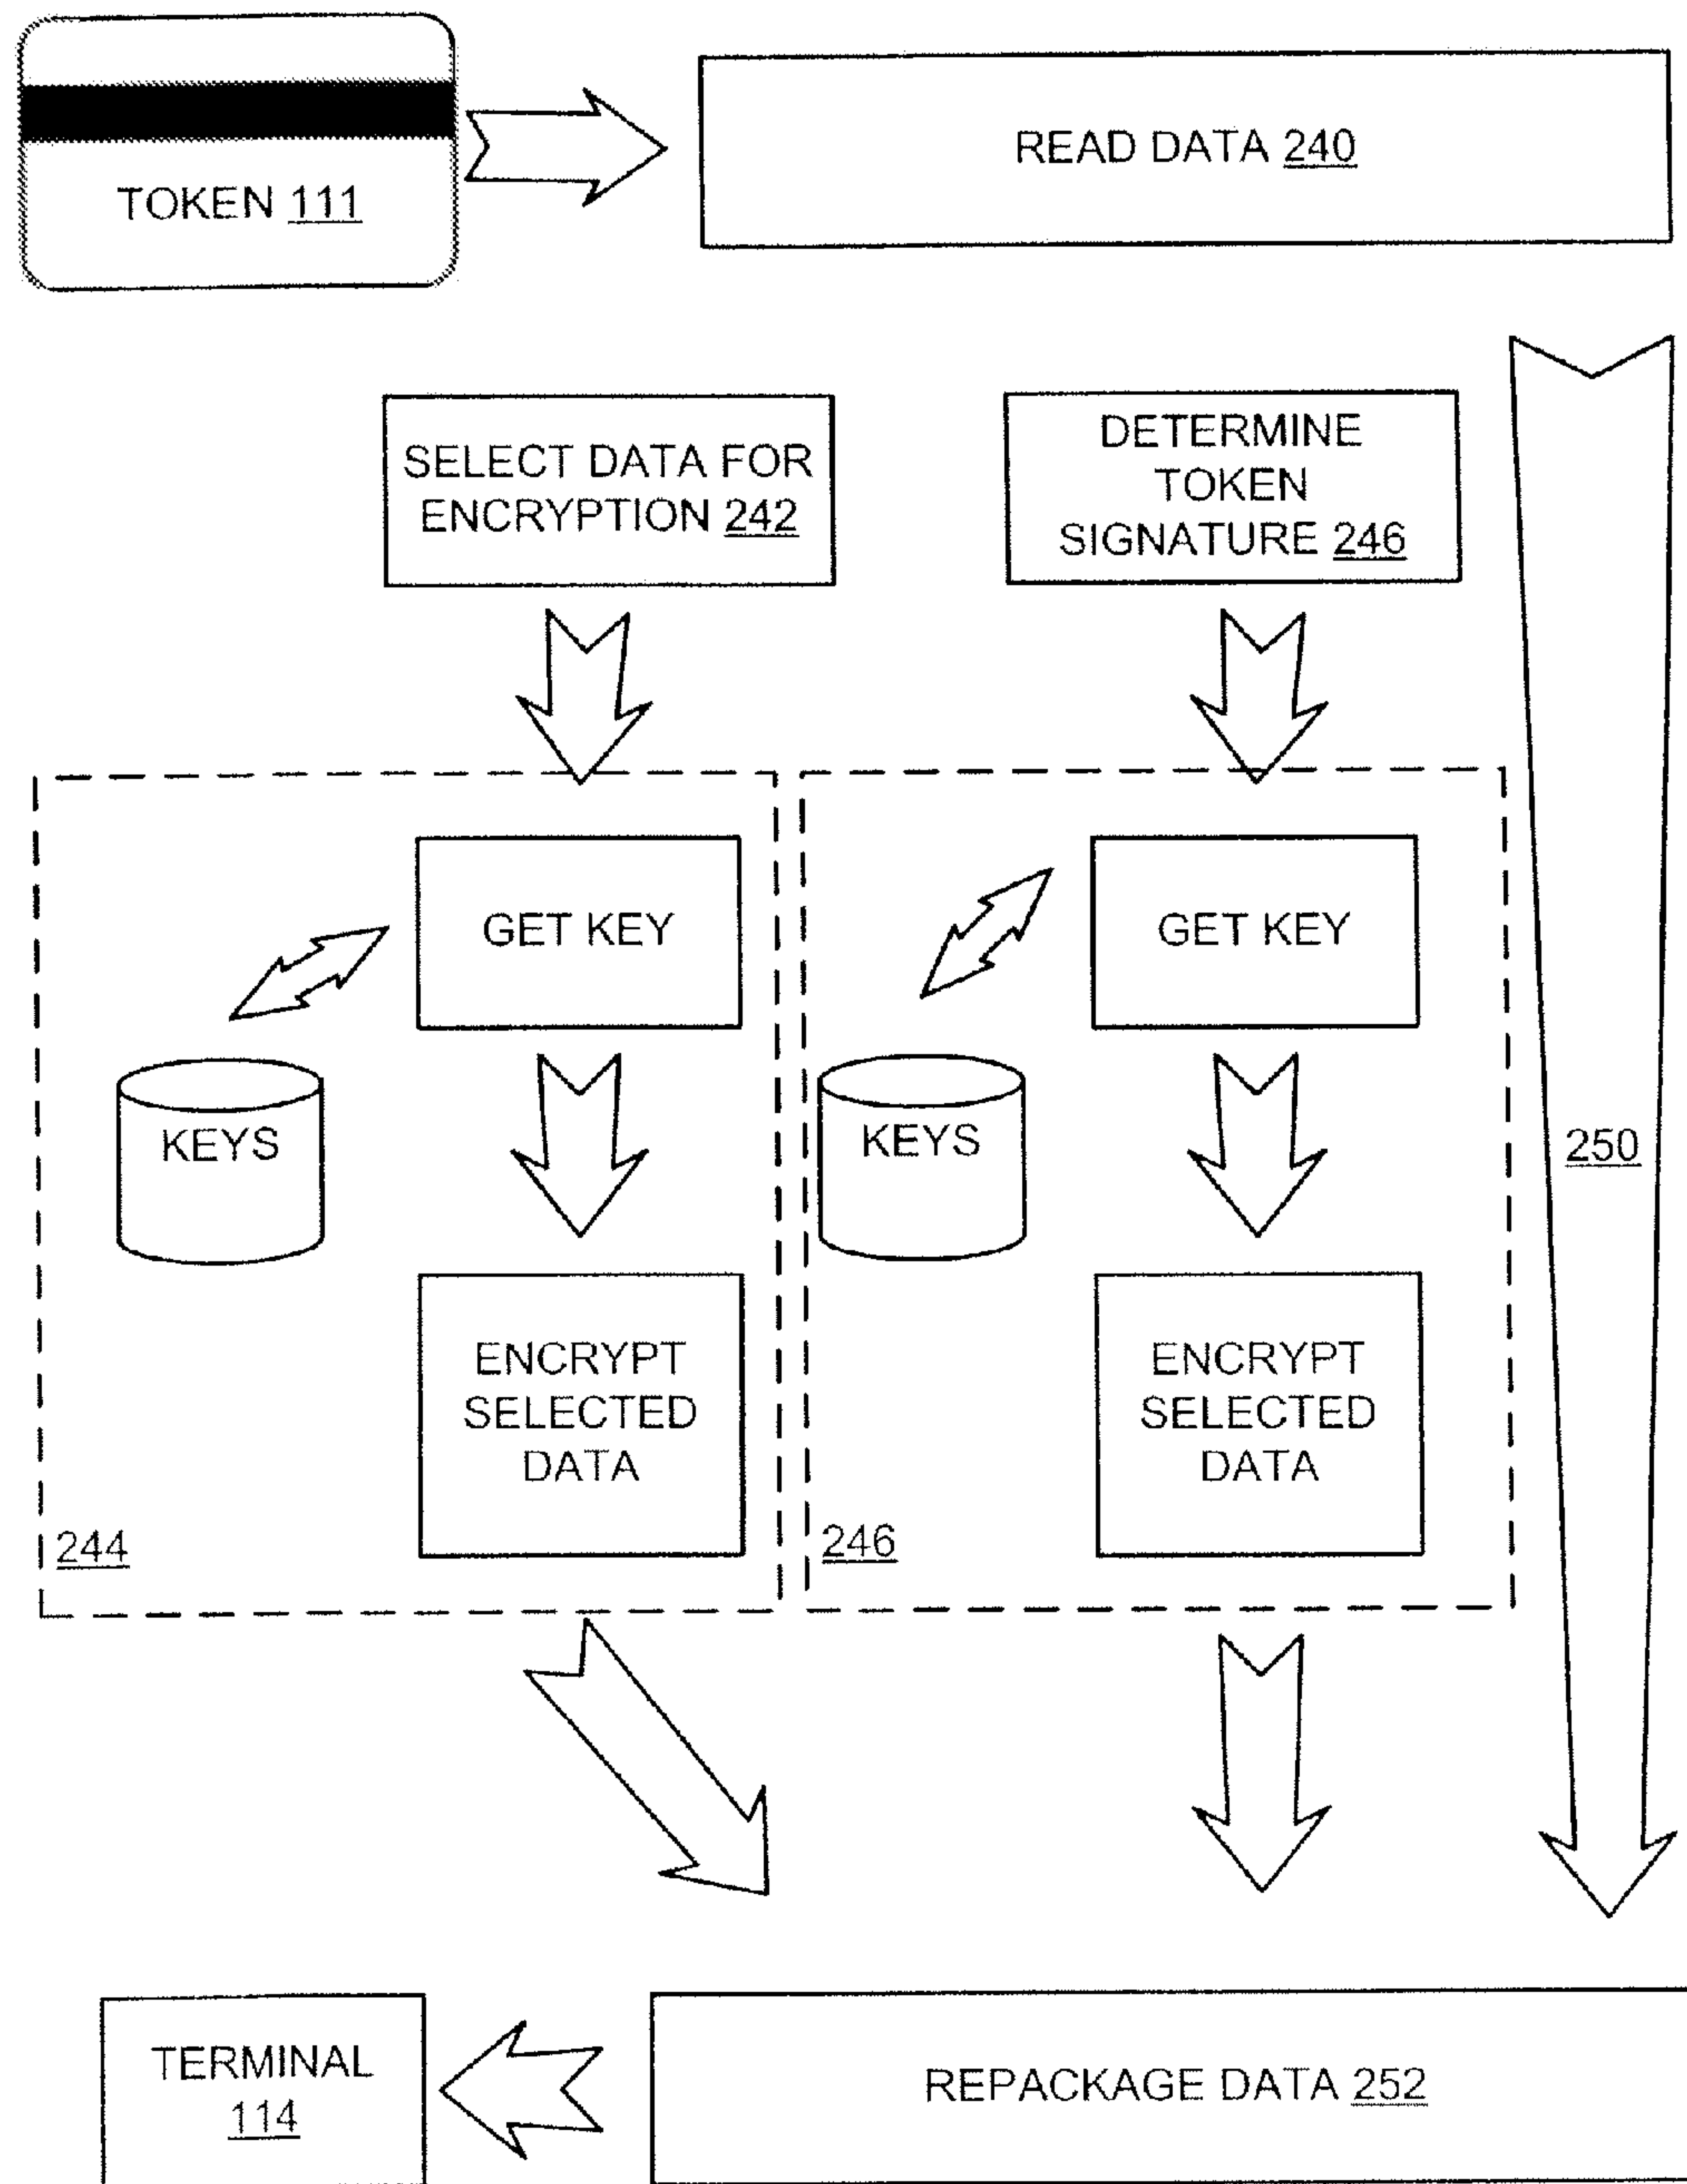 TOKEN 111
READ DATA 240
SELECT DATA FOR
ENCRYPTION 242
DETERMINE
TOKEN
SIGNATURE 246
GET KEY
KEYS
ENCRYPT
SELECTED
DATA
244
GET KEY
KEYS
ENCRYPT
SELECTED
DATA
246
250
TERMINAL
114
REPACKAGE DATA 252